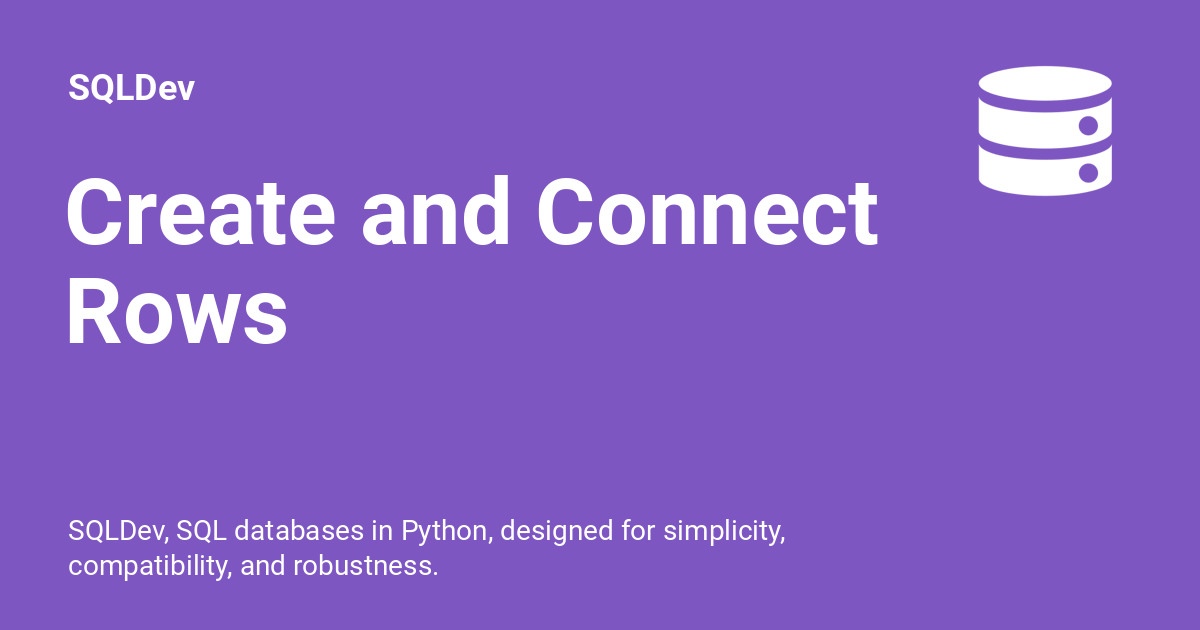 SQLDev
Create and Connect
Rows
SQLDev, SQL databases in Python, designed for simplicity,
compatibility, and robustness.